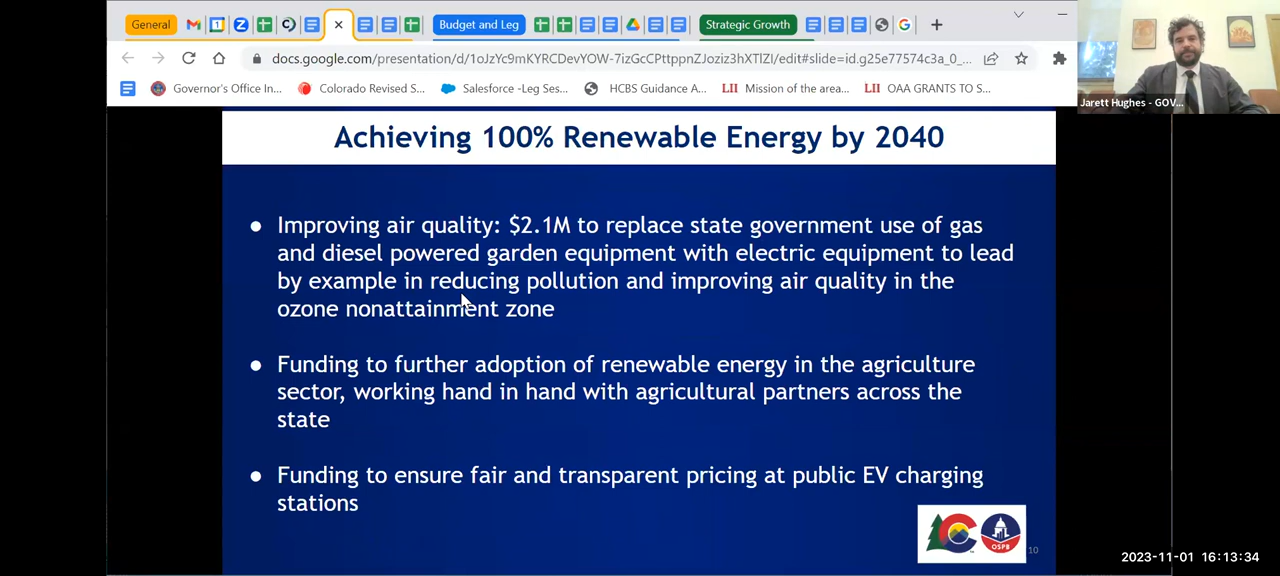 General
Budget and Leg
Strategic Growth
docs.google.com/presentation/d/1oJzYc9mKYRCDevYOW-7izGcCPttppnZJoziz3hXTlZI/edit#slide=id.g25e77574c3a_0_...
Governor's Office In...
Colorado Revised S...
Salesforce -Leg Ses...
HCBS Guidance A...
LII Mission of the area...
LII OAA GRANTS TO S...
Jarett Hughes - GOV...
Achieving 100% Renewable Energy by 2040
● Improving air quality: $2.1M to replace state government use of gas
and diesel powered garden equipment with electric equipment to lead
by example in reducing pollution and improving air quality in the
ozone nonattainment zone
● Funding to further adoption of renewable energy in the agriculture
sector, working hand in hand with agricultural partners across the
state
● Funding to ensure fair and transparent pricing at public EV charging
stations
OSPB
10
2023-11-01 16:13:34